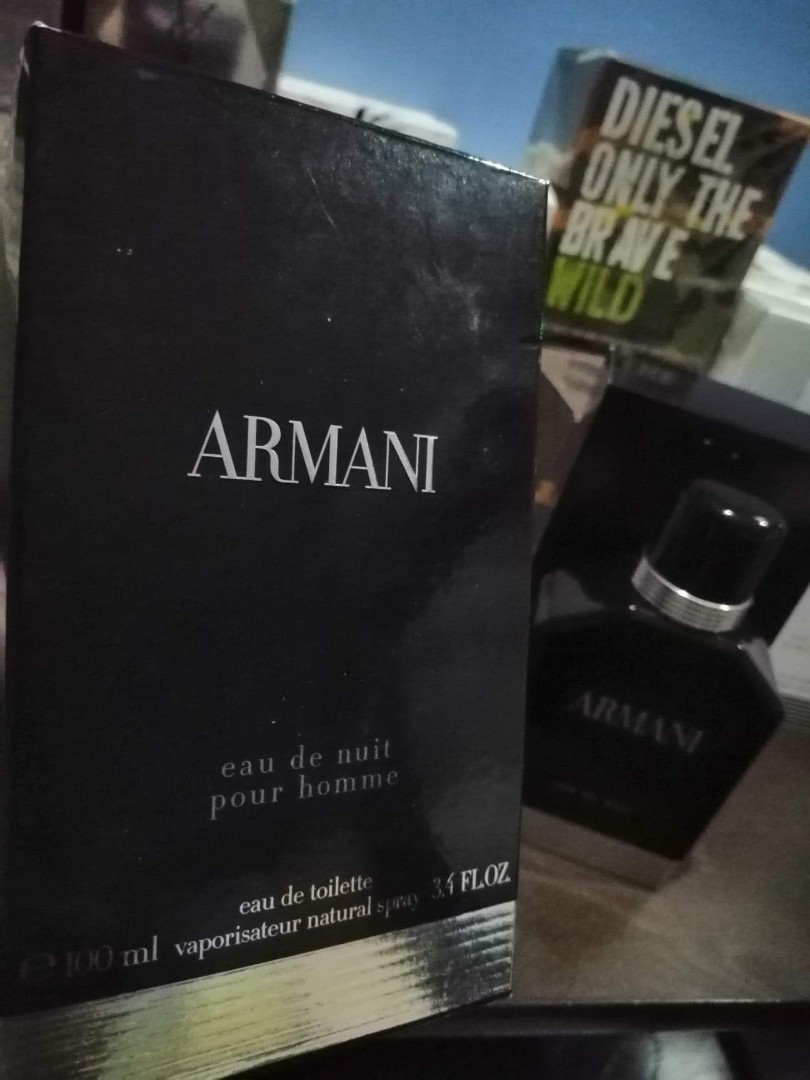 ARMANI
eau de nuit
pour homme
eau de toilette
e 100 ml vaporisateur natural spray 3.4 FL.OZ.
DIESEL
ONLY THE
BRAVE
WILD
ARMANI